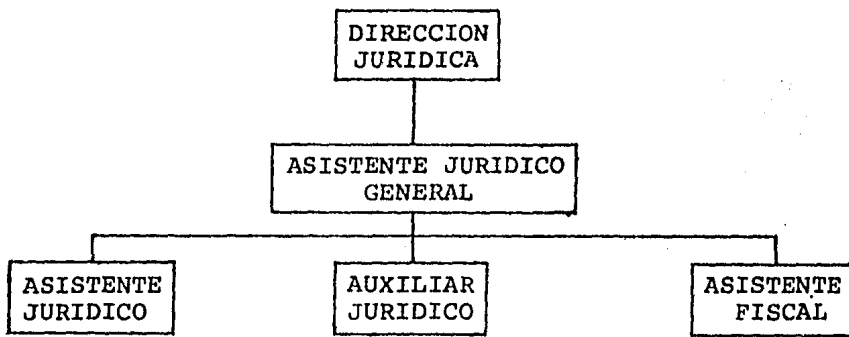 DIRECCION
JURIDICA
ASISTENTE JURIDICO
GENERAL
ASISTENTE
JURIDICO
AUXILIAR
JURIDICO
ASISTENTE
FISCAL